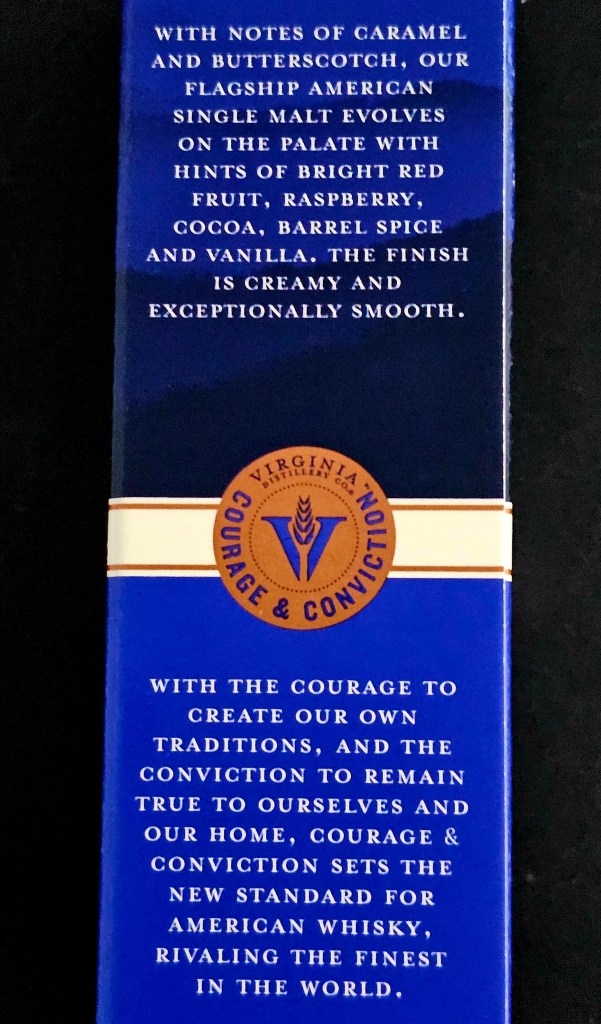 WITH NOTES OF CARAMEL
AND BUTTERSCOTCH, OUR
FLAGSHIP AMERICAN
SINGLE MALT EVOLVES
ON THE PALATE WITH
HINTS OF BRIGHT RED
FRUIT, RASPBERRY,
COCOA, BARREL SPICE
AND VANILLA. THE FINISH
IS CREAMY AND
EXCEPTIONALLY SMOOTH.
VIRGINIA™
DISTILLERY CO.®
V
COURAGE & CONVICTION
WITH THE COURAGE TO
CREATE OUR OWN
TRADITIONS, AND THE
CONVICTION TO REMAIN
TRUE TO OURSELVES AND
OUR HOME, COURAGE &
CONVICTION SETS THE
NEW STANDARD FOR
AMERICAN WHISKY,
RIVALING THE FINEST
IN THE WORLD.